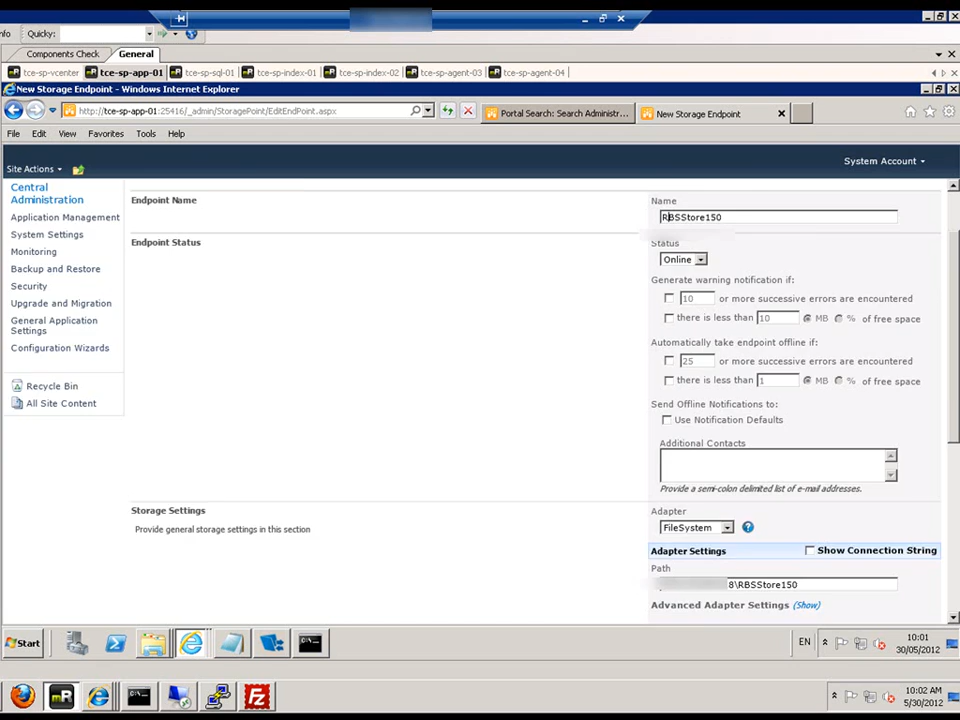 nfo Quicky:
Components Check General
tce-sp-vcenter tce-sp-app-01 tce-sp-sql-01 tce-sp-index-01 tce-sp-index-02 tce-sp-agent-03 tce-sp-agent-04
New Storage Endpoint - Windows Internet Explorer
http://tce-sp-app-01:25416/_admin/StoragePoint/EditEndPoint.aspx Portal Search: Search Administr... New Storage Endpoint
File Edit View Favorites Tools Help
Site Actions System Account
Central Administration
Application Management
System Settings
Monitoring
Backup and Restore
Security
Upgrade and Migration
General Application Settings
Configuration Wizards
Recycle Bin
All Site Content
Endpoint Name
Name
RBSStore150
Endpoint Status
Status
Online
Generate warning notification if:
10 or more successive errors are encountered
there is less than 10 MB % of free space
Automatically take endpoint offline if:
25 or more successive errors are encountered
there is less than 1 MB % of free space
Send Offline Notifications to:
Use Notification Defaults
Additional Contacts
Provide a semi-colon delimited list of e-mail addresses.
Storage Settings
Provide general storage settings in this section
Adapter
FileSystem
Adapter Settings Show Connection String
Path
8\RBSStore150
Advanced Adapter Settings (Show)
Start EN 10:01
30/05/2012
mR 10:02 AM
5/30/2012